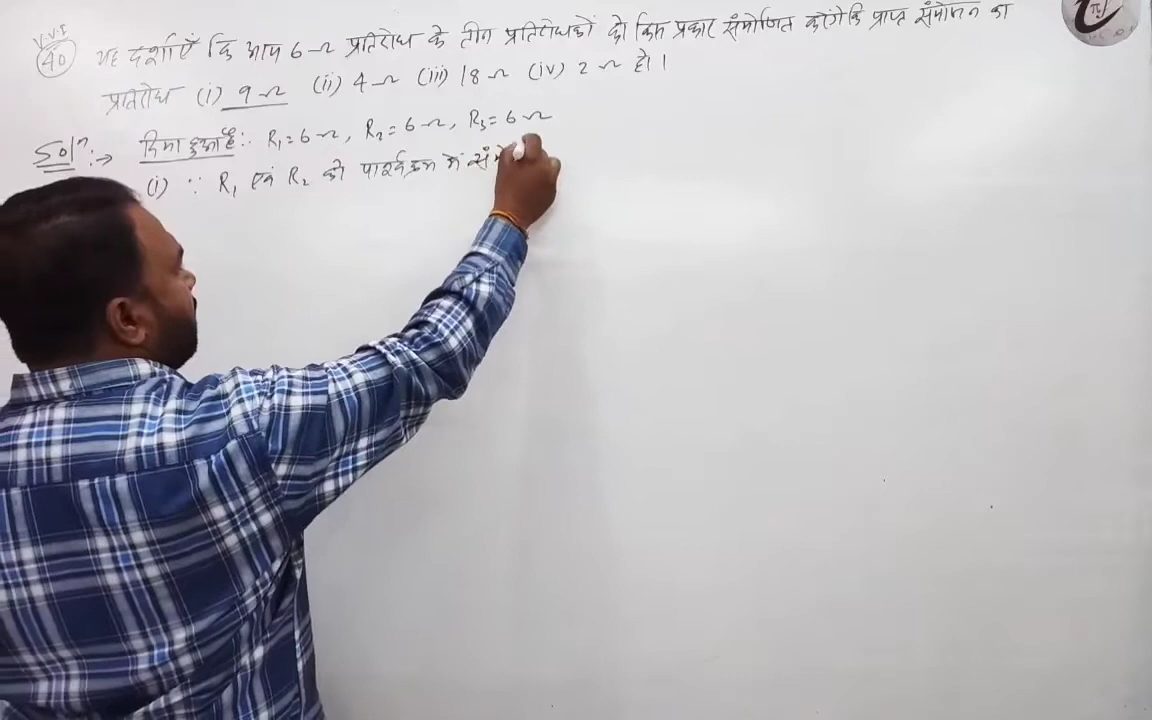 V.V.I
40 यह दर्शाएँ कि आप 6 Ω प्रतिरोध के तीन प्रतिरोधकों को किस प्रकार संयोजित करेंगे कि प्राप्त संयोजन का
प्रतिरोध (i) 9 Ω (ii) 4 Ω (iii) 18 Ω (iv) 2 Ω हो।
Solⁿ:→ दिया हुआ है: R₁ = 6 Ω, R₂ = 6 Ω, R₃ = 6 Ω
(i) ∵ R₁ एवं R₂ को पार्श्वक्रम में